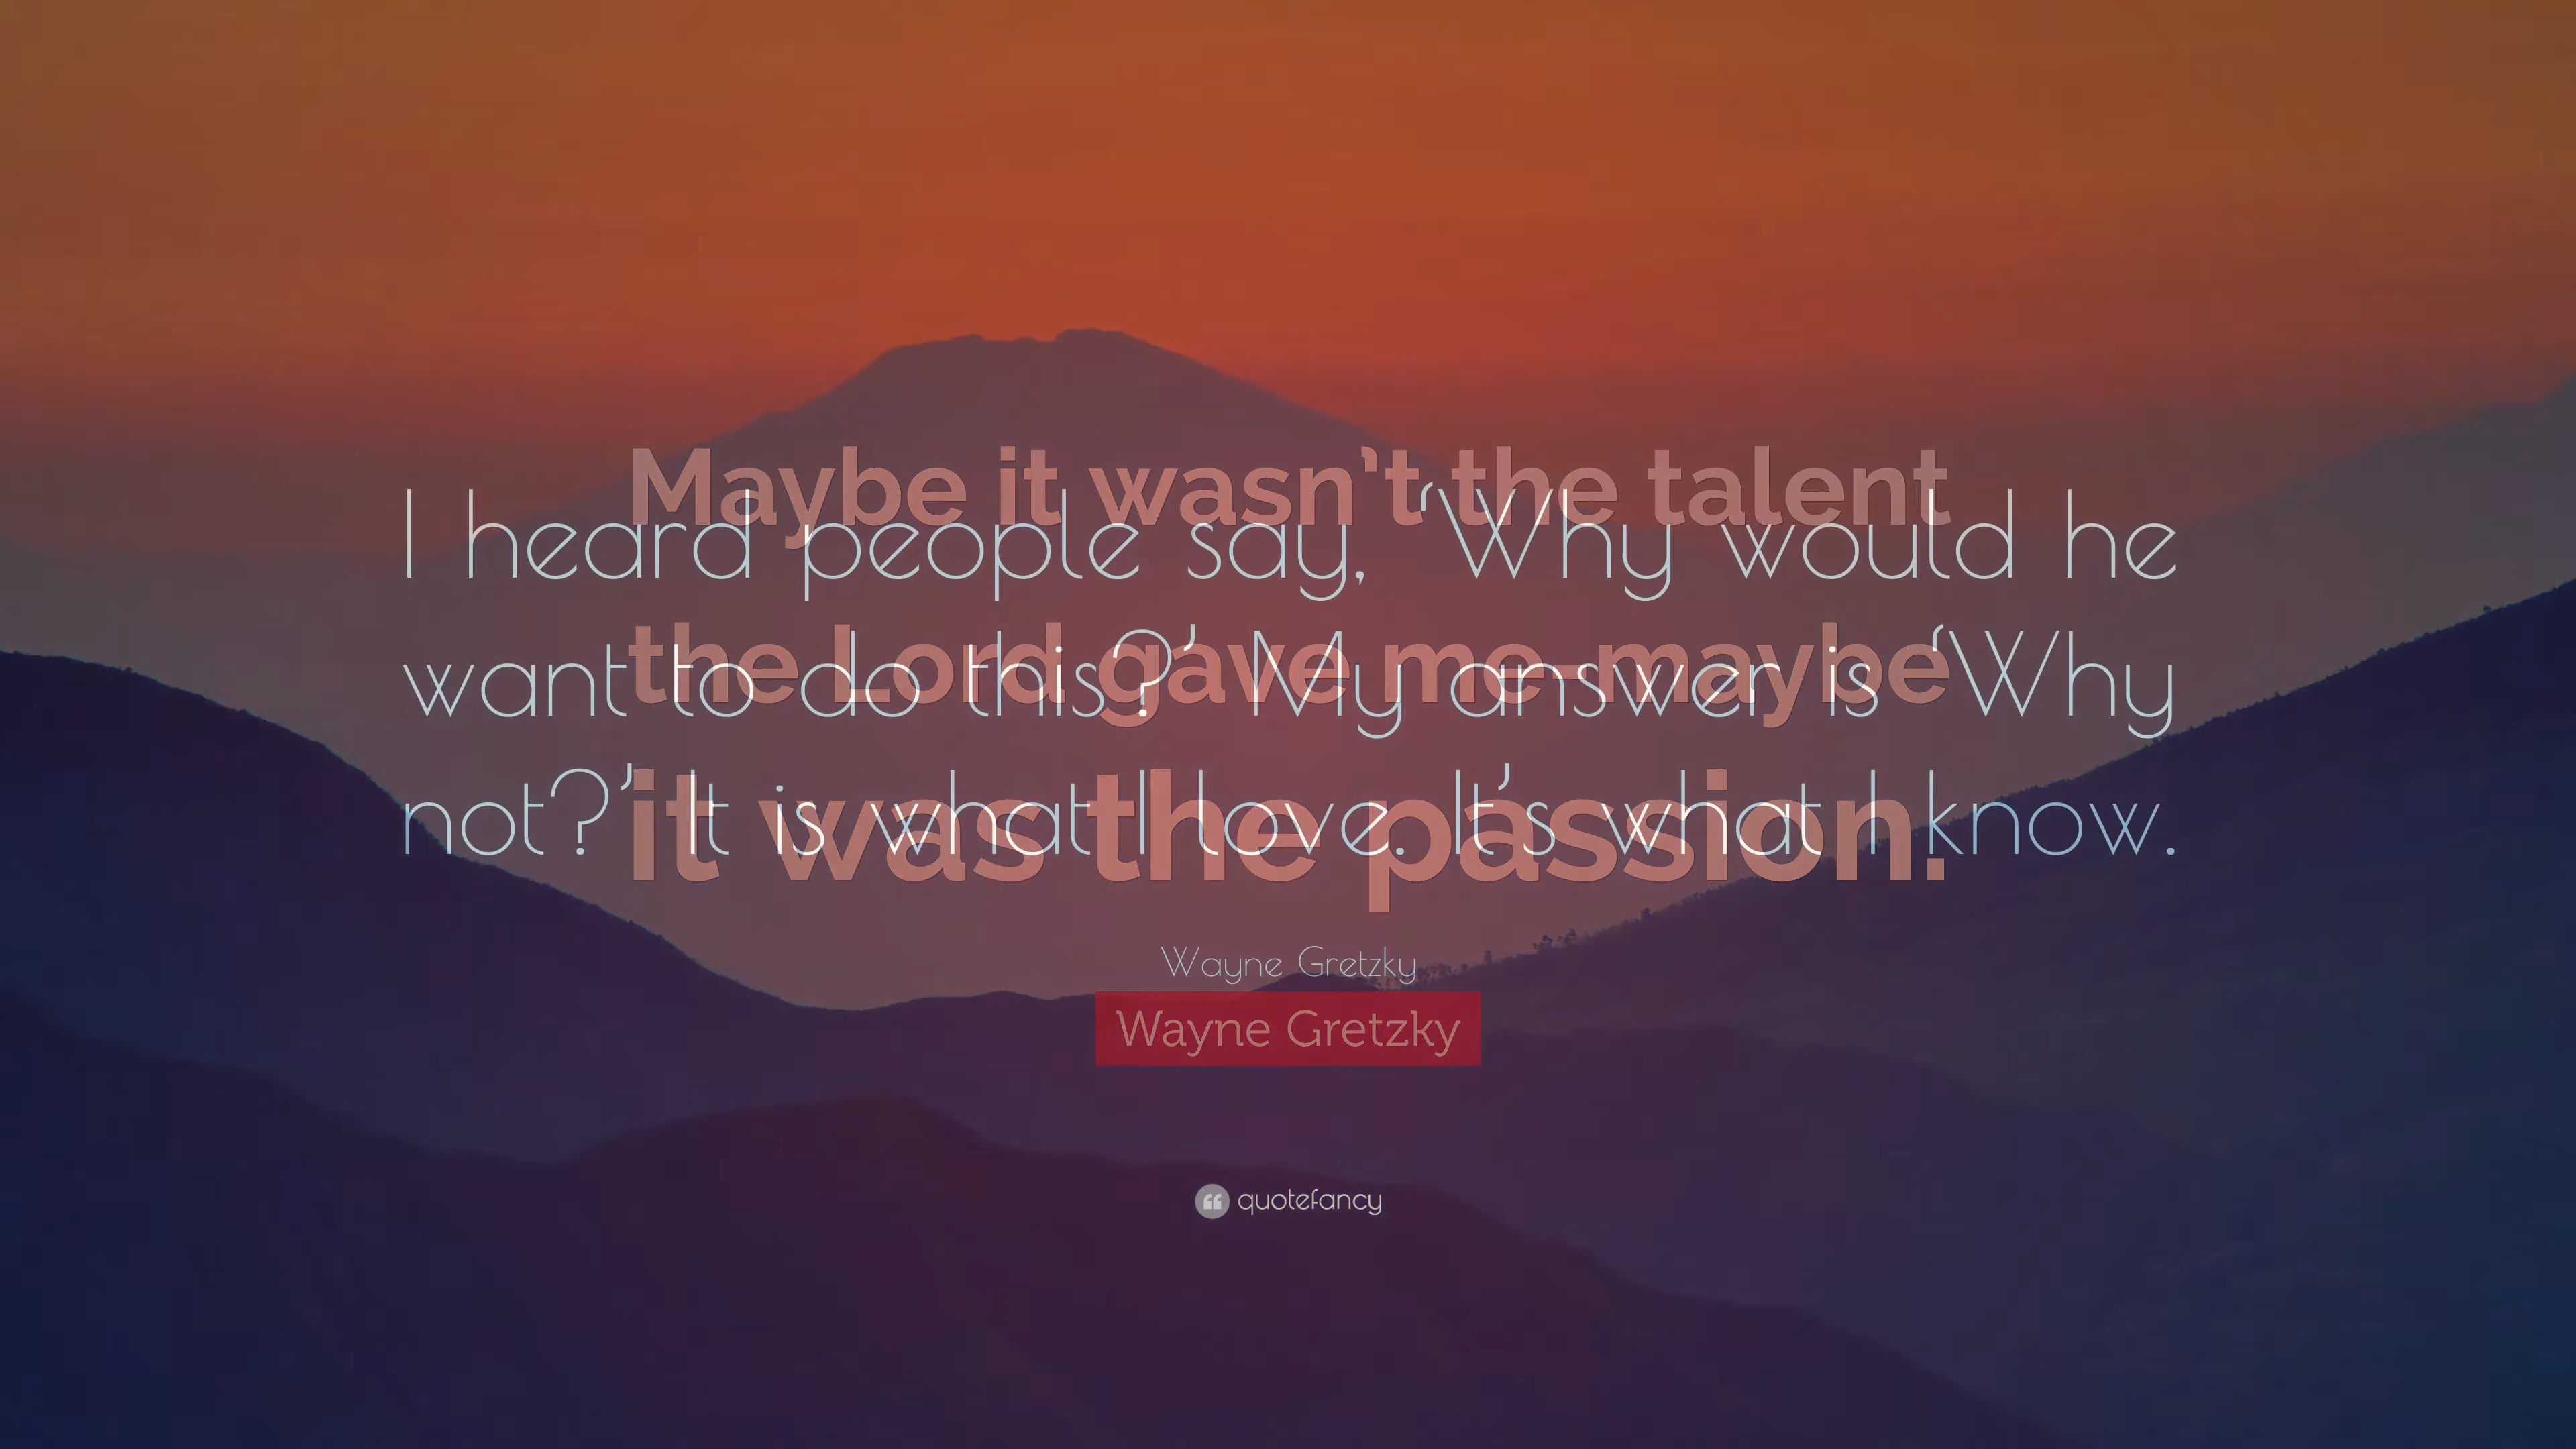 Maybe it wasn't the talent
the Lord gave me–maybe
it was the passion.
I heard people say, ‘Why would he
want to do this?’ My answer is ‘Why
not?’ It is what I love. It’s what I know.
Wayne Gretzky
Wayne Gretzky
quotefancy